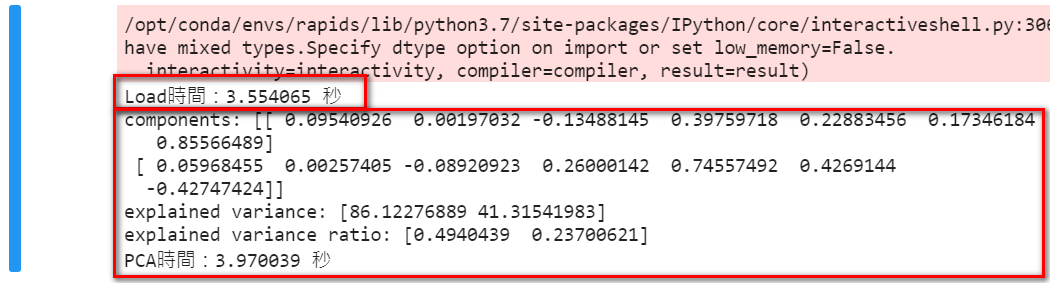 /opt/conda/envs/rapids/lib/python3.7/site-packages/IPython/core/interactiveshell.py:306
have mixed types.Specify dtype option on import or set low_memory=False.
interactivity=interactivity, compiler=compiler, result=result)
Load時間：3.554065 秒
components: [[ 0.09540926 0.00197032 -0.13488145 0.39759718 0.22883456 0.17346184
0.85566489]
[ 0.05968455 0.00257405 -0.08920923 0.26000142 0.74557492 0.4269144
-0.42747424]]
explained variance: [86.12276889 41.31541983]
explained variance ratio: [0.4940439 0.23700621]
PCA時間：3.970039 秒